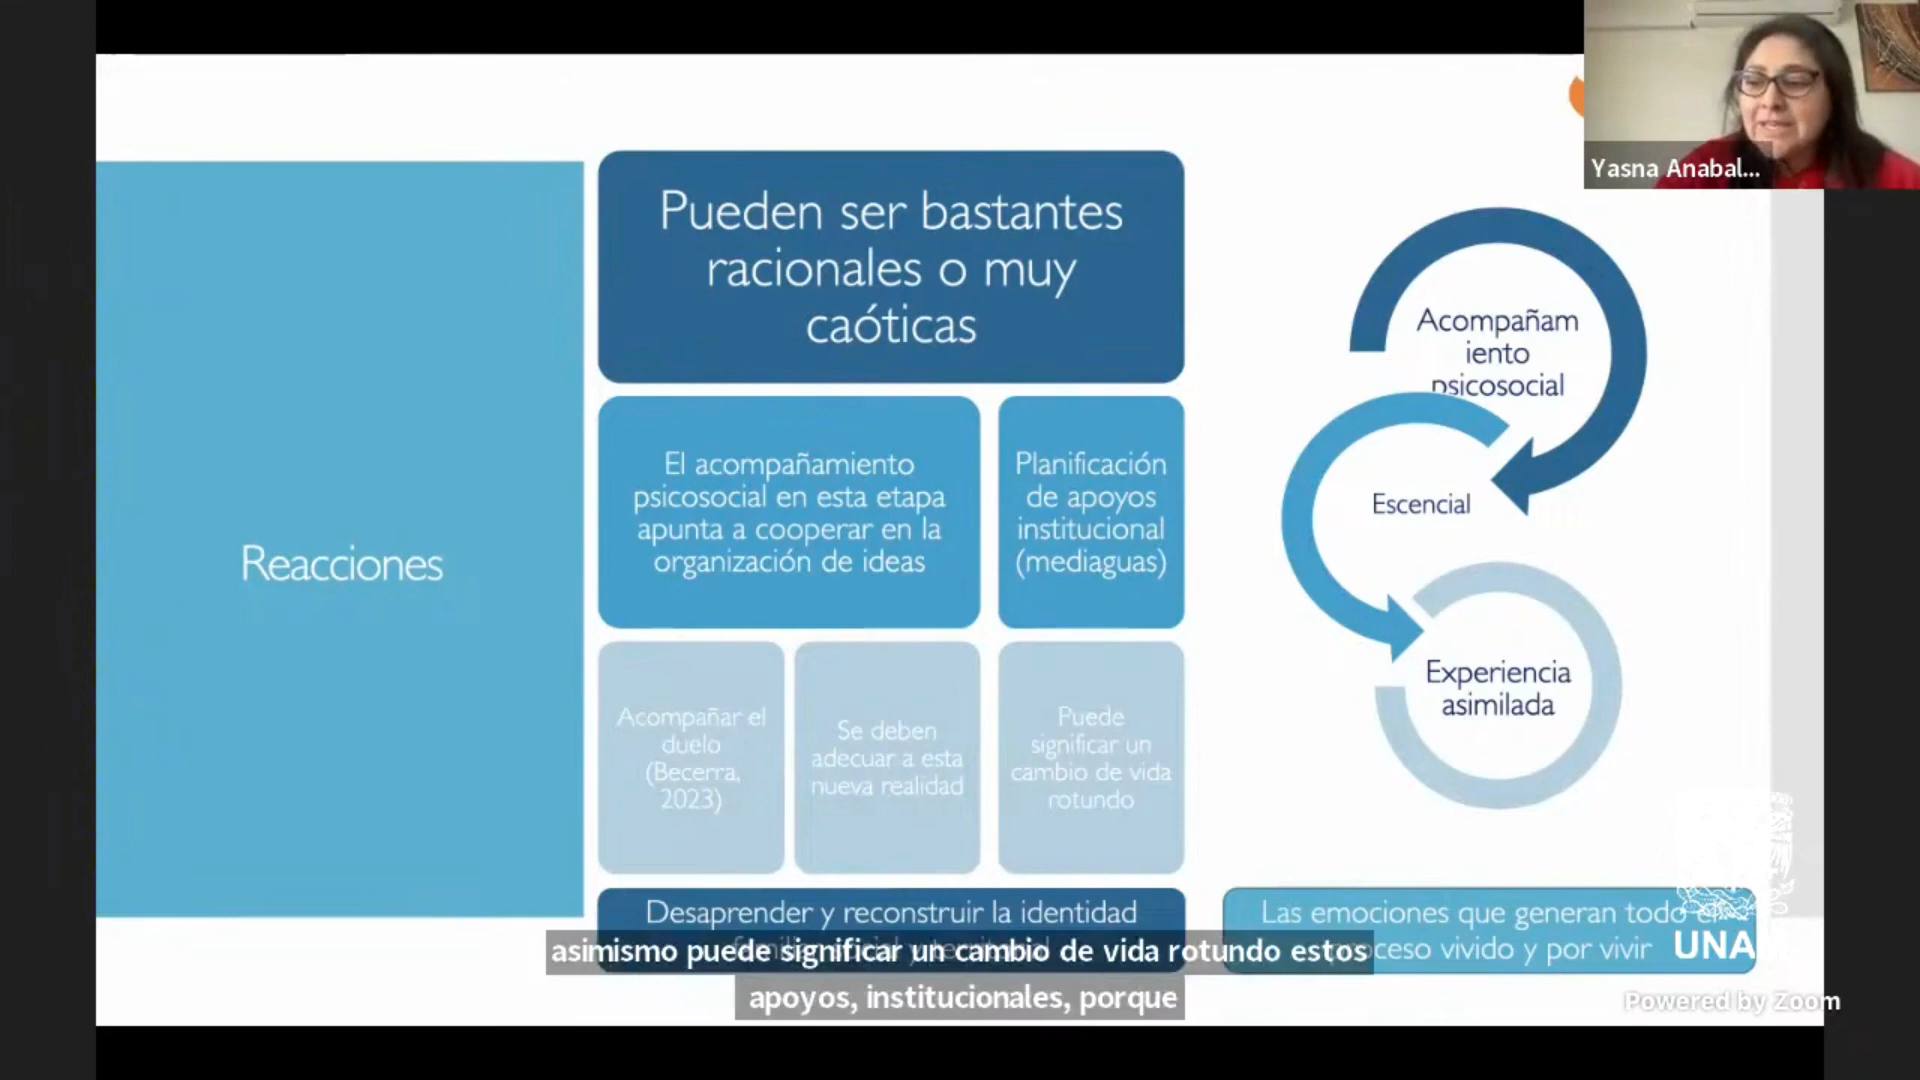 Yasna Anabal...
Reacciones
Pueden ser bastantes
racionales o muy
caóticas
El acompañamiento
psicosocial en esta etapa
apunta a cooperar en la
organización de ideas
Planificación
de apoyos
institucional
(mediaguas)
Acompañar el
duelo
(Becerra,
2023)
Se deben
adecuar a esta
nueva realidad
Puede
significar un
cambio de vida
rotundo
Desaprender y reconstruir la identidad
Acompañam
iento
psicosocial
Escencial
Experiencia
asimilada
Las emociones que generan todo
y por vivir
asimismo puede significar un cambio de vida rotundo estos
apoyos, institucionales, porque
Powered by Zoom